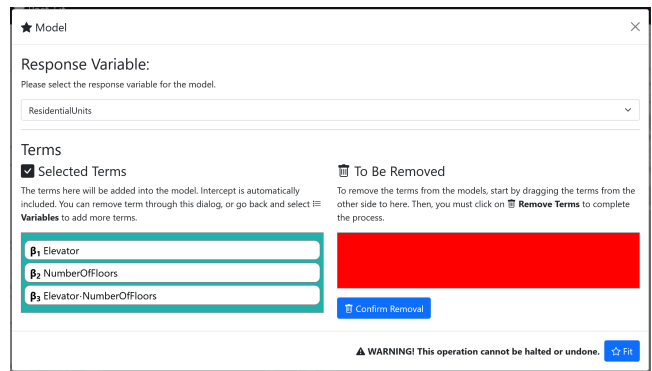 Model
Response Variable:
Please select the response variable for the model.
ResidentialUnits
Terms
Selected Terms
The terms here will be added into the model. Intercept is automatically
included. You can remove term through this dialog, or go back and select
Variables to add more terms.
β1 Elevator
β2 NumberOfFloors
β3 Elevator·NumberOfFloors
To Be Removed
To remove the terms from the models, start by dragging the terms from the
other side to here. Then, you must click on Remove Terms to complete
the process.
Confirm Removal
WARNING! This operation cannot be halted or undone.
Fit